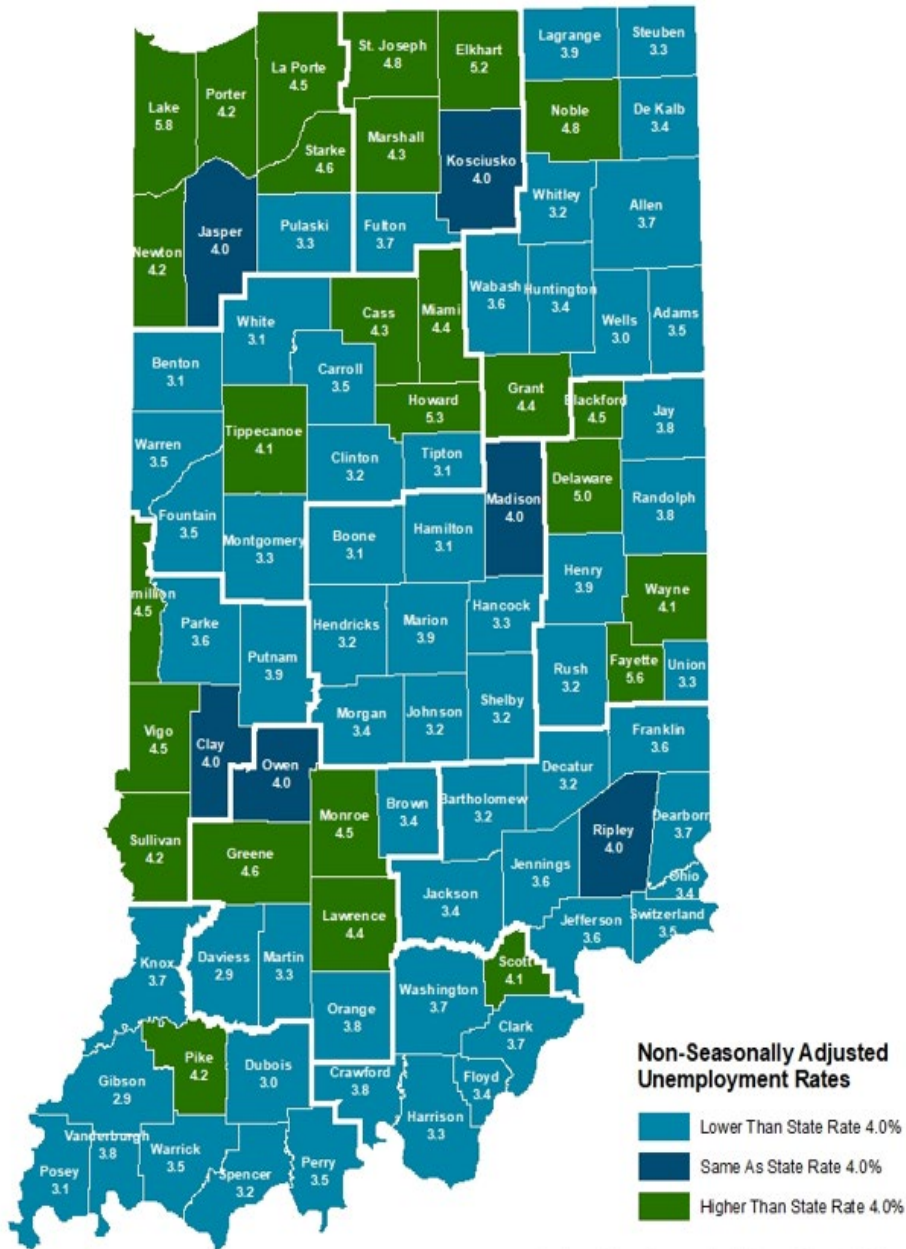 Lagrange
3.9
Steuben
3.3
St. Joseph
4.8
Elkhart
5.2
La Porte
4.5
Porter
4.2
Lake
5.8
Noble
4.8
De Kalb
3.4
Marshall
4.3
Starke
4.6
Kosciusko
4.0
Whitley
3.2
Allen
3.7
Newton
4.2
Jasper
4.0
Pulaski
3.3
Fulton
3.7
Wabash
3.6
Huntington
3.4
Wells
3.0
Adams
3.5
White
3.1
Cass
4.3
Miami
4.4
Benton
3.1
Carroll
3.5
Howard
5.3
Grant
4.4
Blackford
4.5
Jay
3.8
Warren
3.5
Tippecanoe
4.1
Clinton
3.2
Tipton
3.1
Madison
4.0
Delaware
5.0
Randolph
3.8
Fountain
3.5
Montgomery
3.3
Boone
3.1
Hamilton
3.1
Henry
3.9
Wayne
4.1
million
4.5
Parke
3.6
Putnam
3.9
Hendricks
3.2
Marion
3.9
Hancock
3.3
Rush
3.2
Fayette
5.6
Union
3.3
Vigo
4.5
Clay
4.0
Owen
4.0
Morgan
3.4
Johnson
3.2
Shelby
3.2
Decatur
3.2
Franklin
3.6
Sullivan
4.2
Greene
4.6
Monroe
4.5
Brown
3.4
Bartholomew
3.2
Jennings
3.6
Ripley
4.0
Dearborn
3.7
Ohio
3.4
Lawrence
4.4
Jackson
3.4
Jefferson
3.6
Switzerland
3.5
Knox
3.7
Daviess
2.9
Martin
3.3
Orange
3.8
Washington
3.7
Scott
4.1
Clark
3.7
Gibson
2.9
Pike
4.2
Dubois
3.0
Crawford
3.8
Floyd
3.4
Harrison
3.3
Posey
3.1
Vanderburgh
3.8
Warrick
3.5
Spencer
3.2
Perry
3.5
Non-Seasonally Adjusted
Unemployment Rates
Lower Than State Rate 4.0%
Same As State Rate 4.0%
Higher Than State Rate 4.0%